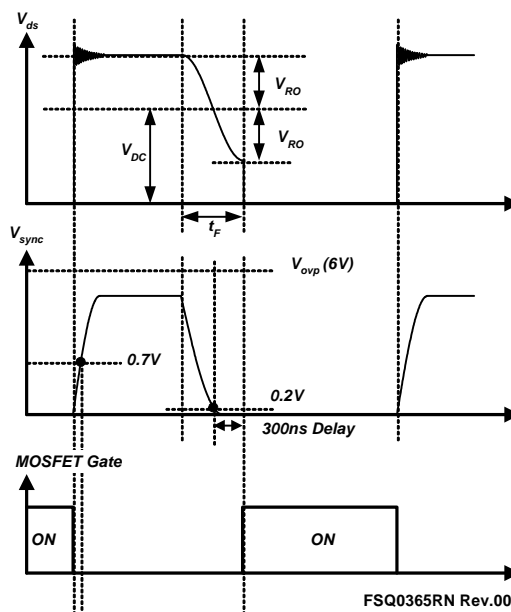 Vds
VRO
VRO
VDC
tF
Vsync
Vovp (6V)
0.7V
0.2V
300ns Delay
MOSFET Gate
ON
ON
FSQ0365RN Rev.00